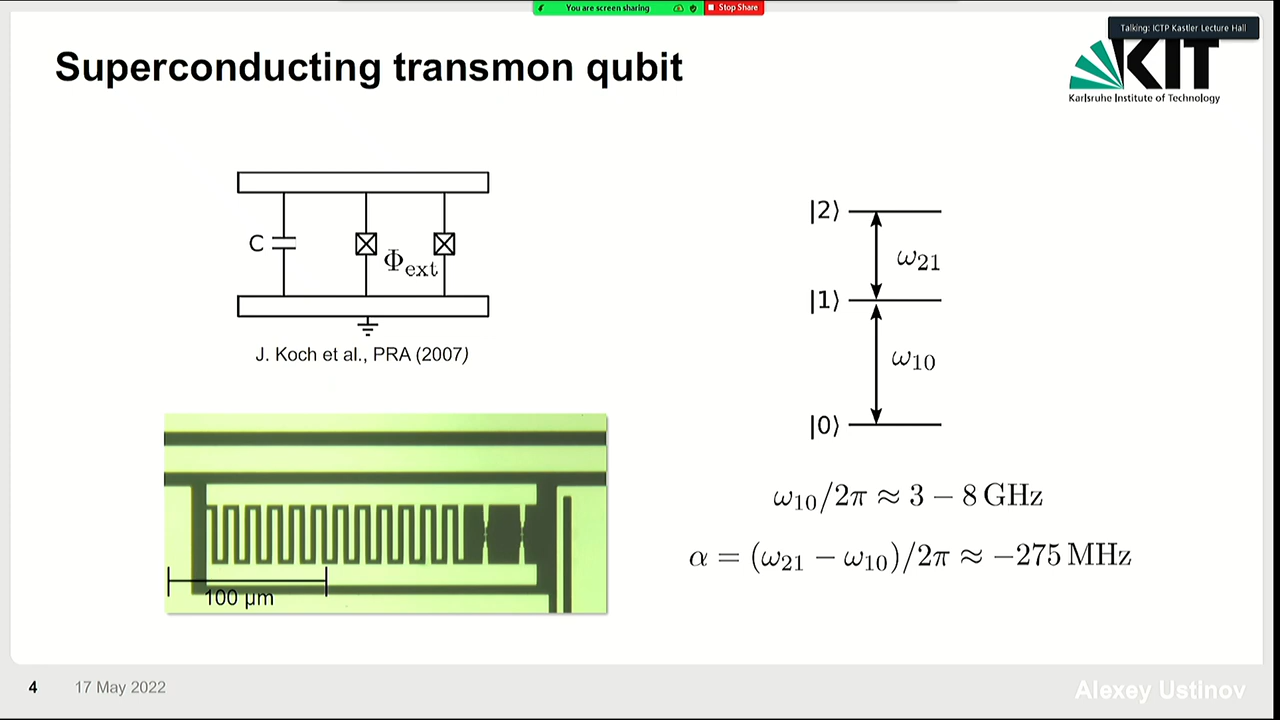 You are screen sharing
Stop Share
Talking: ICTP Kastler Lecture Hall
Superconducting transmon qubit
KIT
Karlsruhe Institute of Technology
C
Φext
J. Koch et al., PRA (2007)
100 µm
|2⟩
ω21
|1⟩
ω10
|0⟩
ω10/2π ≈ 3 − 8 GHz
α = (ω21 − ω10)/2π ≈ −275 MHz
4
17 May 2022
Alexey Ustinov